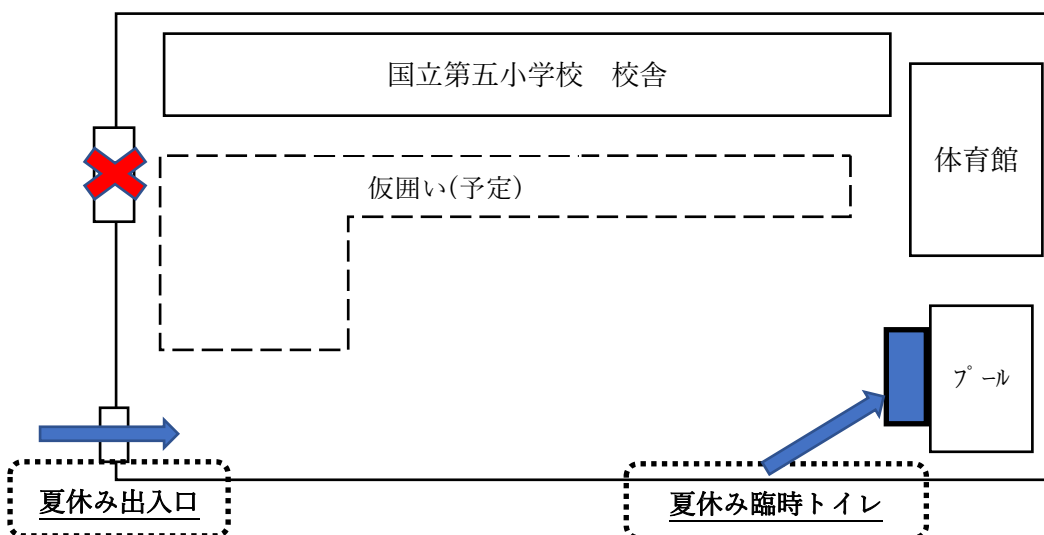 国立第五小学校　校舎
体育館
仮囲い(予定)
プール
夏休み出入口
夏休み臨時トイレ